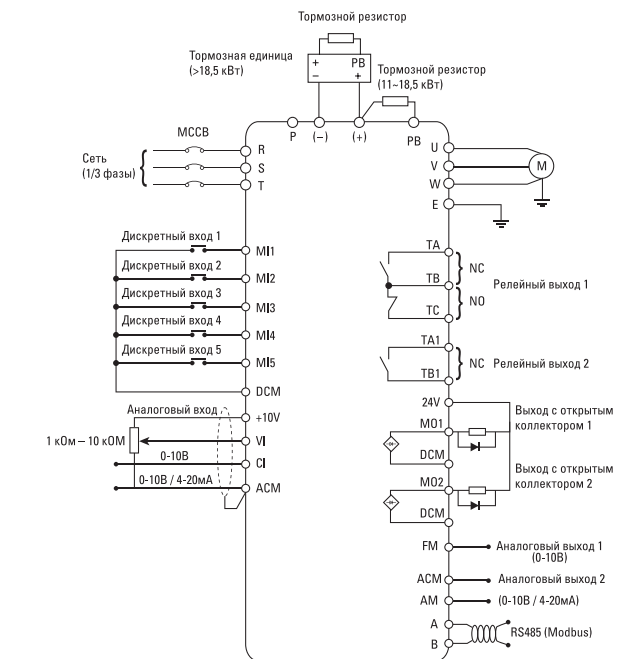 Тормозной резистор
Тормозная единица
(>18,5 кВт)
+ PB
− +
Тормозной резистор
(11~18,5 кВт)
P (−) (+) PB
MCCB
Сеть
(1/3 фазы)
R
S
T
U
V
W
E
M
Дискретный вход 1
MI1
Дискретный вход 2
MI2
Дискретный вход 3
MI3
Дискретный вход 4
MI4
Дискретный вход 5
MI5
DCM
Аналоговый вход
+10V
1 кОм – 10 кОМ
VI
0-10В
CI
0-10В / 4-20мА
ACM
TA
NC
TB
Релейный выход 1
NO
TC
TA1
NC Релейный выход 2
TB1
24V
MO1
Выход с открытым
коллектором 1
DCM
MO2
Выход с открытым
коллектором 2
DCM
FM
Аналоговый выход 1
(0-10В)
ACM
Аналоговый выход 2
AM
(0-10В / 4-20мА)
A
RS485 (Modbus)
B